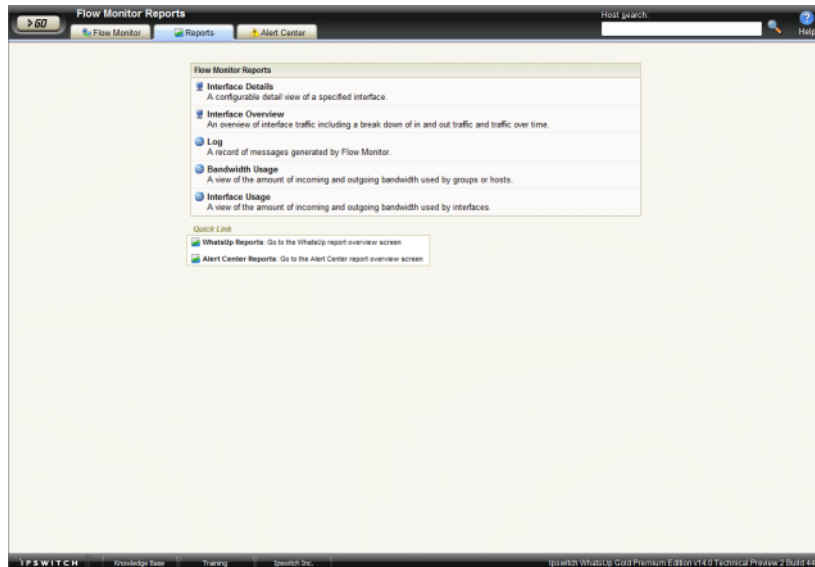 Flow Monitor Reports
Host search:
> GO
Help
Flow Monitor
Reports
Alert Center
Flow Monitor Reports
Interface Details
A configurable detail view of a specified interface.
Interface Overview
An overview of interface traffic including a break down of in and out traffic and traffic over time.
Log
A record of messages generated by Flow Monitor.
Bandwidth Usage
A view of the amount of incoming and outgoing bandwidth used by groups or hosts.
Interface Usage
A view of the amount of incoming and outgoing bandwidth used by interfaces.
Quick Link
WhatsUp Reports: Go to the WhatsUp report overview screen
Alert Center Reports: Go to the Alert Center report overview screen
IPSWITCH Knowledge Base Training Ipswitch Inc. Ipswitch WhatsUp Gold Premium Edition v14.0 Technical Preview 2 Build 44